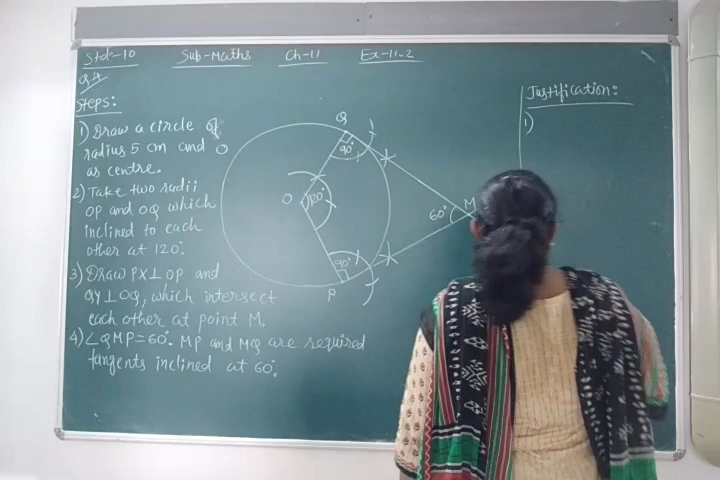 Std-10 Sub-Maths Ch-11 Ex-11.2
Q4
Steps:
1) Draw a circle of
radius 5 cm and O
as centre.
2) Take two radii
OP and OQ which
inclined to each
other at 120°.
3) Draw PX⊥OP and
QY⊥OQ, which intersect
each other at point M.
4) ∠QMP=60°. MP and MQ are required
tangents inclined at 60°.
Q
90°
O
120°
90°
P
60°
M
Justification:
1)